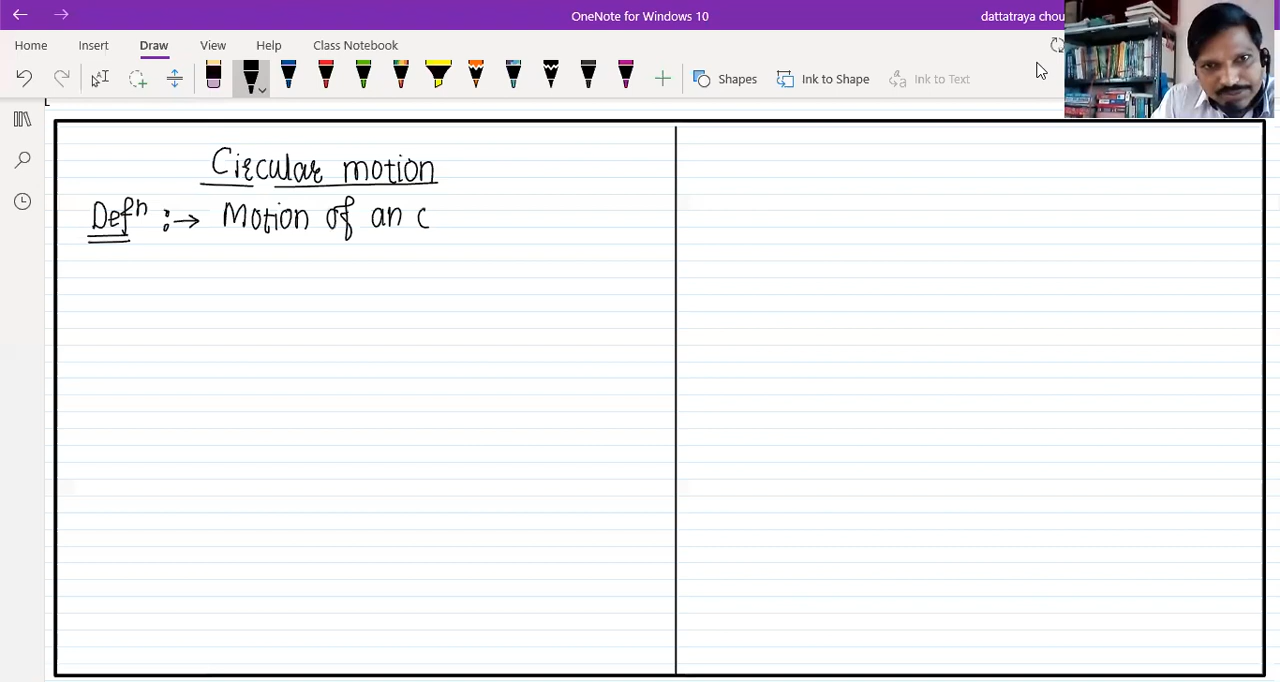 OneNote for Windows 10
dattatraya chou
Home Insert Draw View Help Class Notebook
Shapes Ink to Shape Ink to Text
Circular motion
Defn :→ Motion of an c